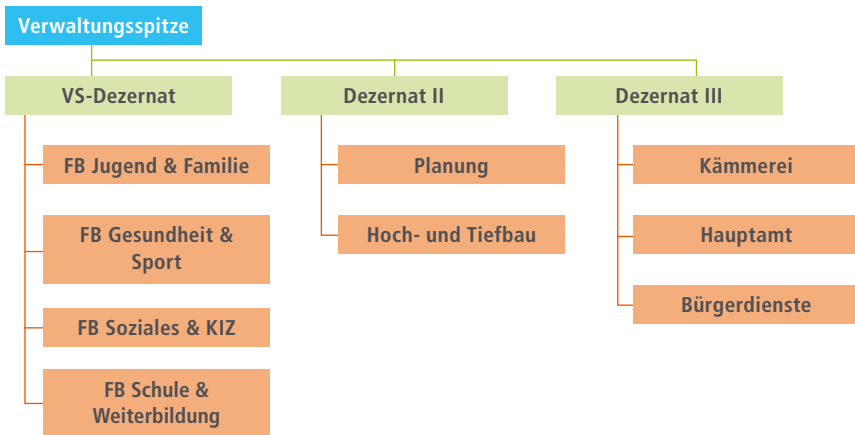 Verwaltungsspitze
VS-Dezernat
Dezernat II
Dezernat III
FB Jugend & Familie
FB Gesundheit &
Sport
FB Soziales & KIZ
FB Schule &
Weiterbildung
Planung
Hoch- und Tiefbau
Kämmerei
Hauptamt
Bürgerdienste